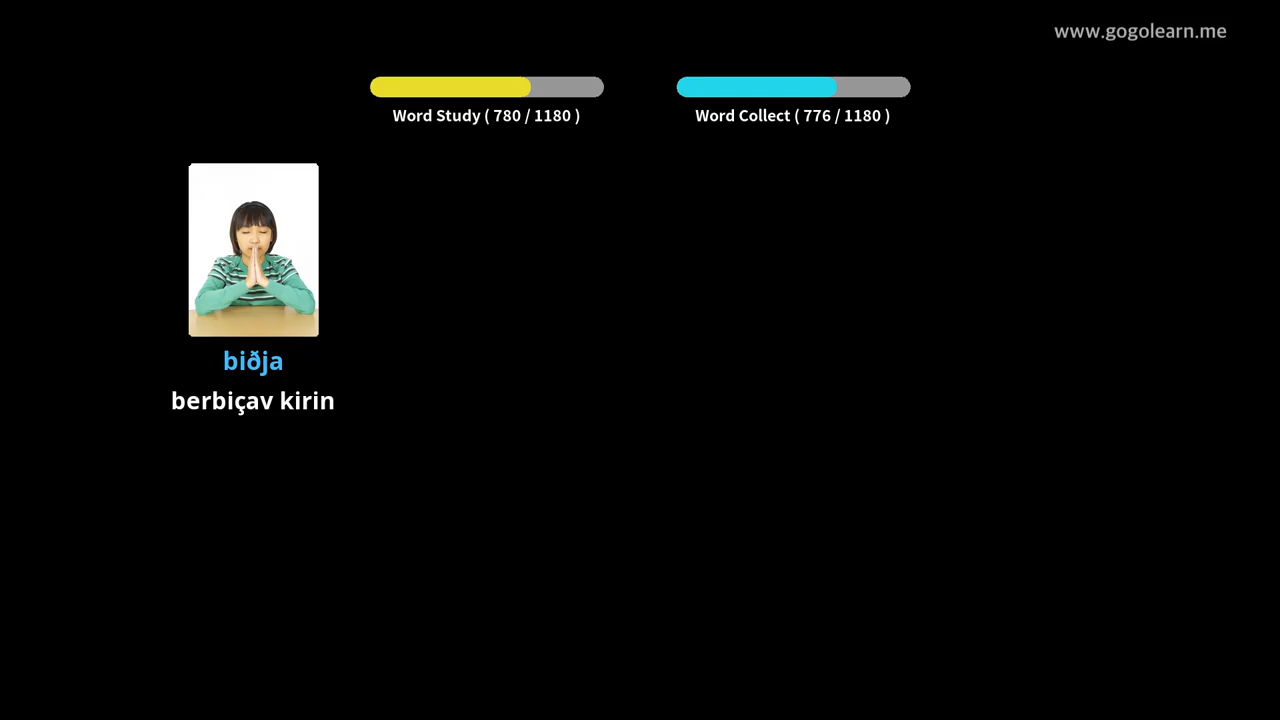 www.gogolearn.me
Word Study ( 780 / 1180 )
Word Collect ( 776 / 1180 )
biðja
berbiçav kirin